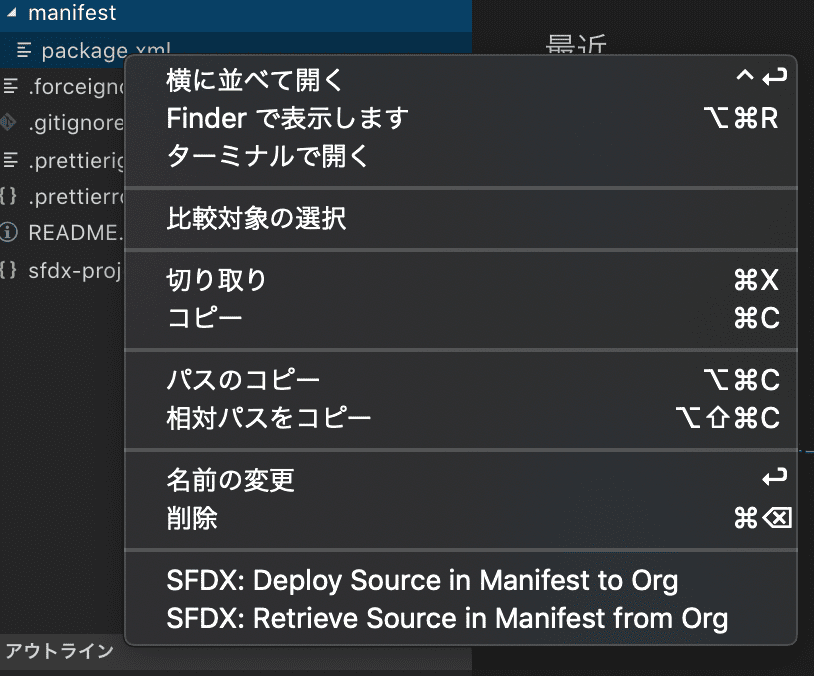 manifest
package.xml
最近
.forceigno
.gitignore
.prettierig
.prettierr
README.
sfdx-proj
横に並べて開く ^↩
Finder で表示します ⌥⌘R
ターミナルで開く
比較対象の選択
切り取り ⌘X
コピー ⌘C
パスのコピー ⌥⌘C
相対パスをコピー ⌥⇧⌘C
名前の変更 ↩
削除 ⌘⌫
SFDX: Deploy Source in Manifest to Org
SFDX: Retrieve Source in Manifest from Org
アウトライン